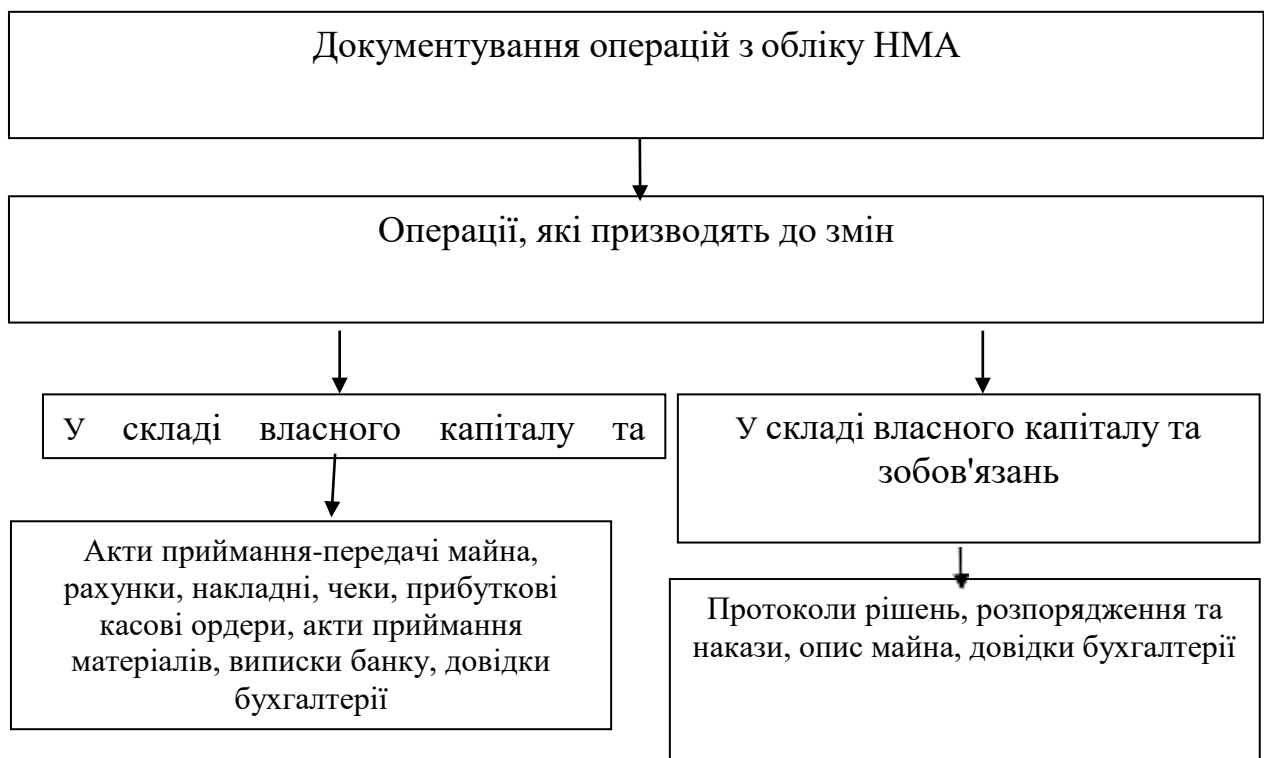 Документування операцій з обліку НМА
Операції, які призводять до змін
У складі власного капіталу та
У складі власного капіталу та
зобов'язань
Акти приймання-передачі майна,
рахунки, накладні, чеки, прибуткові
касові ордери, акти приймання
матеріалів, виписки банку, довідки
бухгалтерії
Протоколи рішень, розпорядження та
накази, опис майна, довідки бухгалтерії